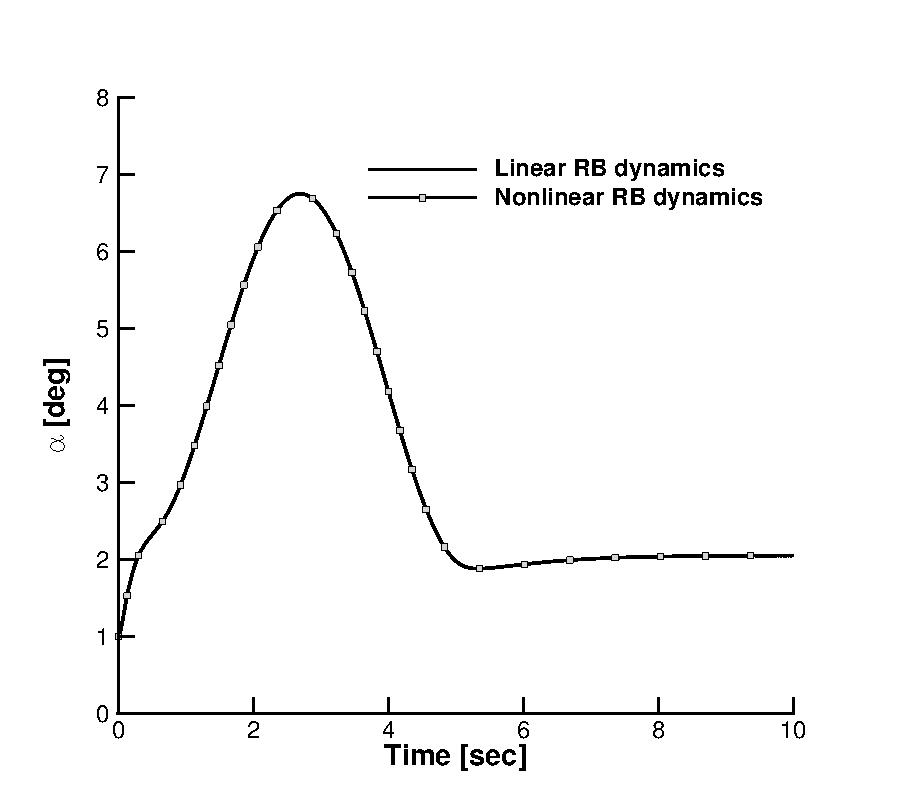 8
7
6
5
4
3
2
1
0
α [deg]
Linear RB dynamics
Nonlinear RB dynamics
0 2 4 6 8 10
Time [sec]